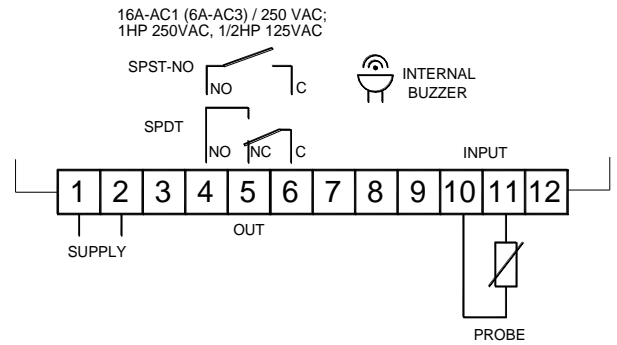 16A-AC1 (6A-AC3) / 250 VAC;
1HP 250VAC, 1/2HP 125VAC
SPST-NO
NO
C
INTERNAL
BUZZER
SPDT
NO
NC
C
INPUT
1 2 3 4 5 6 7 8 9 10 11 12
OUT
SUPPLY
PROBE